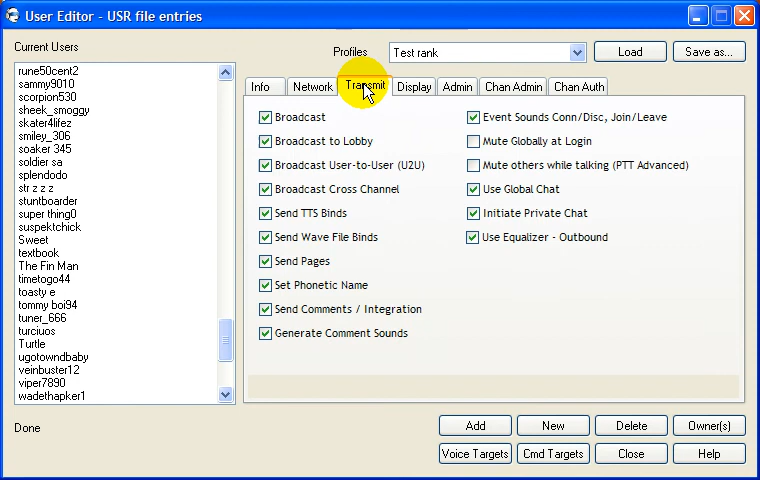 User Editor - USR file entries
Current Users
Profiles
Test rank
Load
Save as...
rune50cent2
sammy9010
scorpion530
sheek_smoggy
skater4lifez
smiley_306
soaker 345
soldier sa
splendodo
str z z z
stuntboarder
super thing0
suspektchick
Sweet
textbook
The Fin Man
timetogo44
toasty e
tommy boi94
tuner_666
turciuos
Turtle
ugotowndbaby
veinbuster12
viper7890
wadethapker1
Info
Network
Transmit
Display
Admin
Chan Admin
Chan Auth
Broadcast
Broadcast to Lobby
Broadcast User-to-User (U2U)
Broadcast Cross Channel
Send TTS Binds
Send Wave File Binds
Send Pages
Set Phonetic Name
Send Comments / Integration
Generate Comment Sounds
Event Sounds Conn/Disc, Join/Leave
Mute Globally at Login
Mute others while talking (PTT Advanced)
Use Global Chat
Initiate Private Chat
Use Equalizer - Outbound
Done
Add
New
Delete
Owner(s)
Voice Targets
Cmd Targets
Close
Help